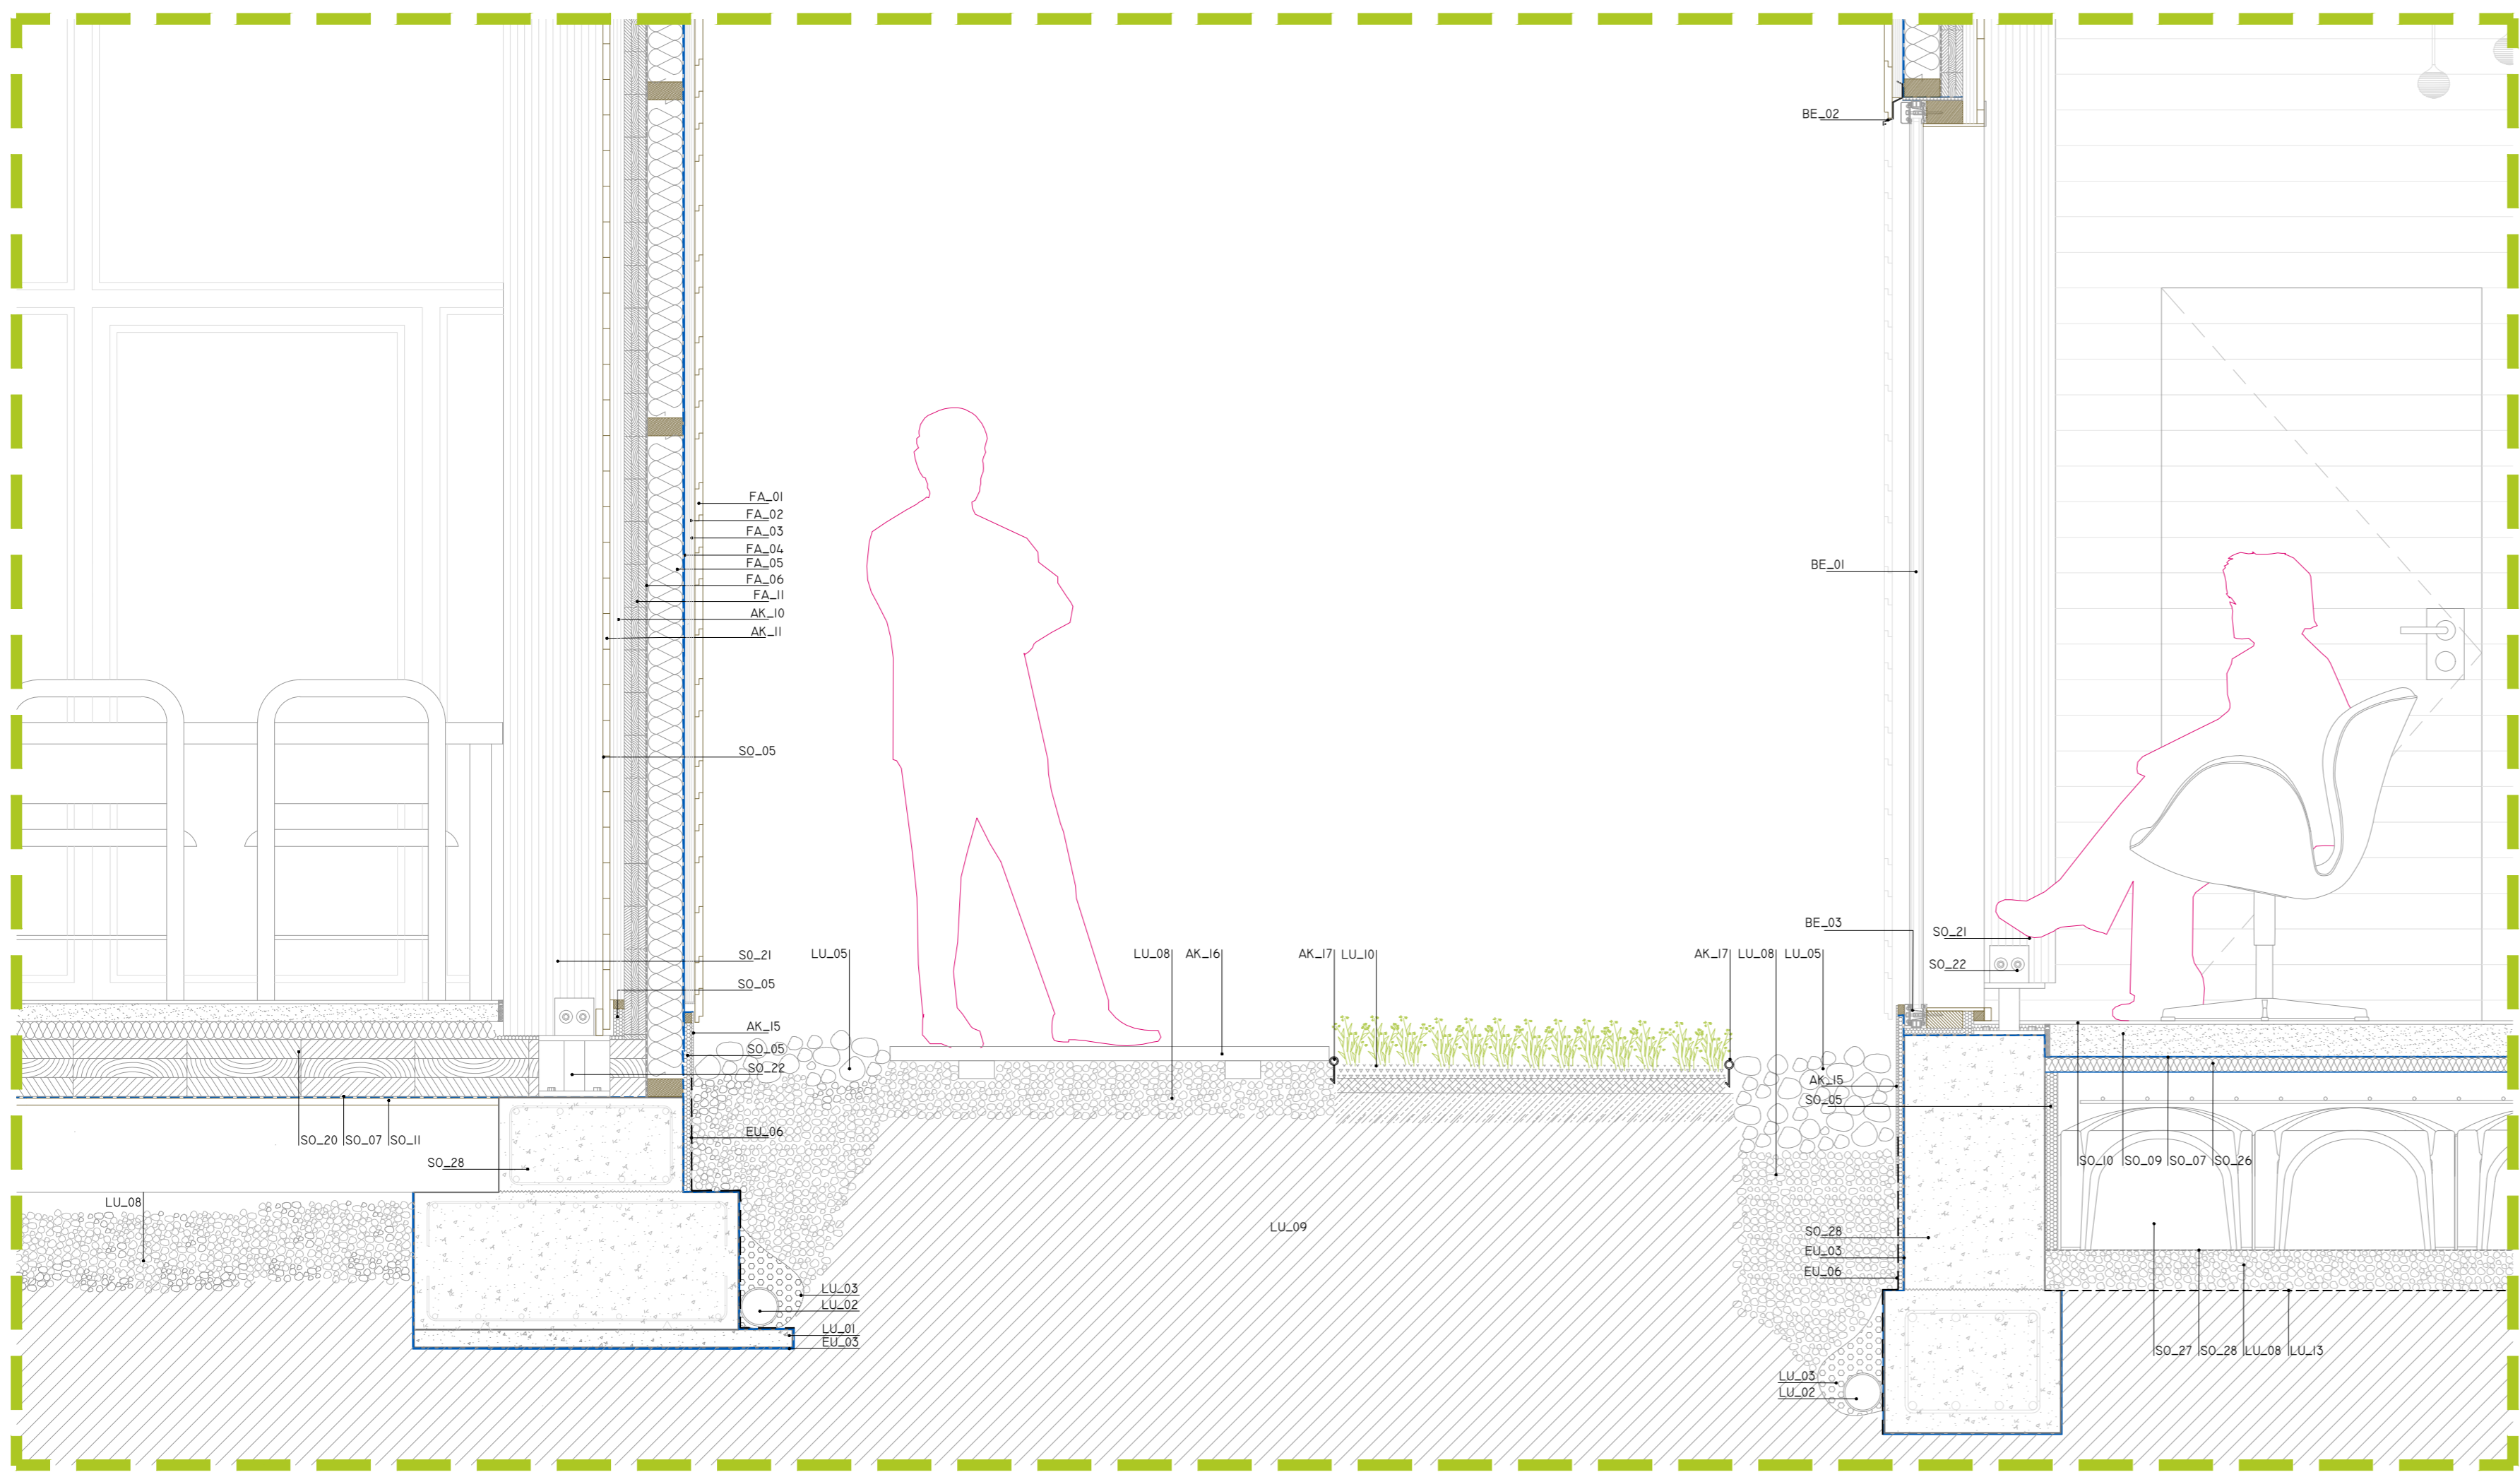 BE_02
FA_01
FA_02
FA_03
FA_04
FA_05
FA_06
FA_11
AK_10
AK_11
BE_01
SO_05
BE_03
SO_21
SO_21
LU_05
LU_08 AK_16
AK_17 LU_10
AK_17 LU_08 LU_05
SO_22
SO_05
AK_15
SO_05
SO_22
AK_15
SO_05
EU_06
SO_20 SO_07 SO_11
SO_28
SO_10 SO_09 SO_07 SO_26
LU_08
LU_09
SO_28
EU_03
EU_06
LU_03
LU_02
LU_01
EU_03
SO_27 SO_28 LU_08 LU_13
LU_03
LU_02